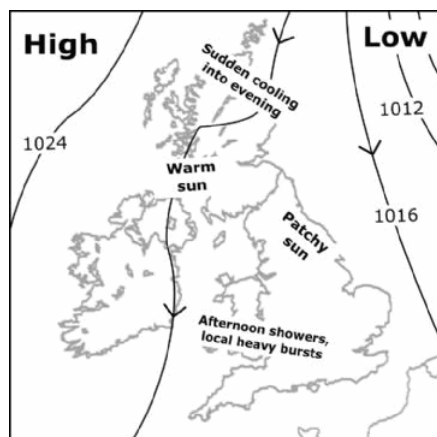 High
Low
Sudden cooling
into evening
1012
1024
Warm
sun
1016
Patchy
sun
Afternoon showers,
local heavy bursts